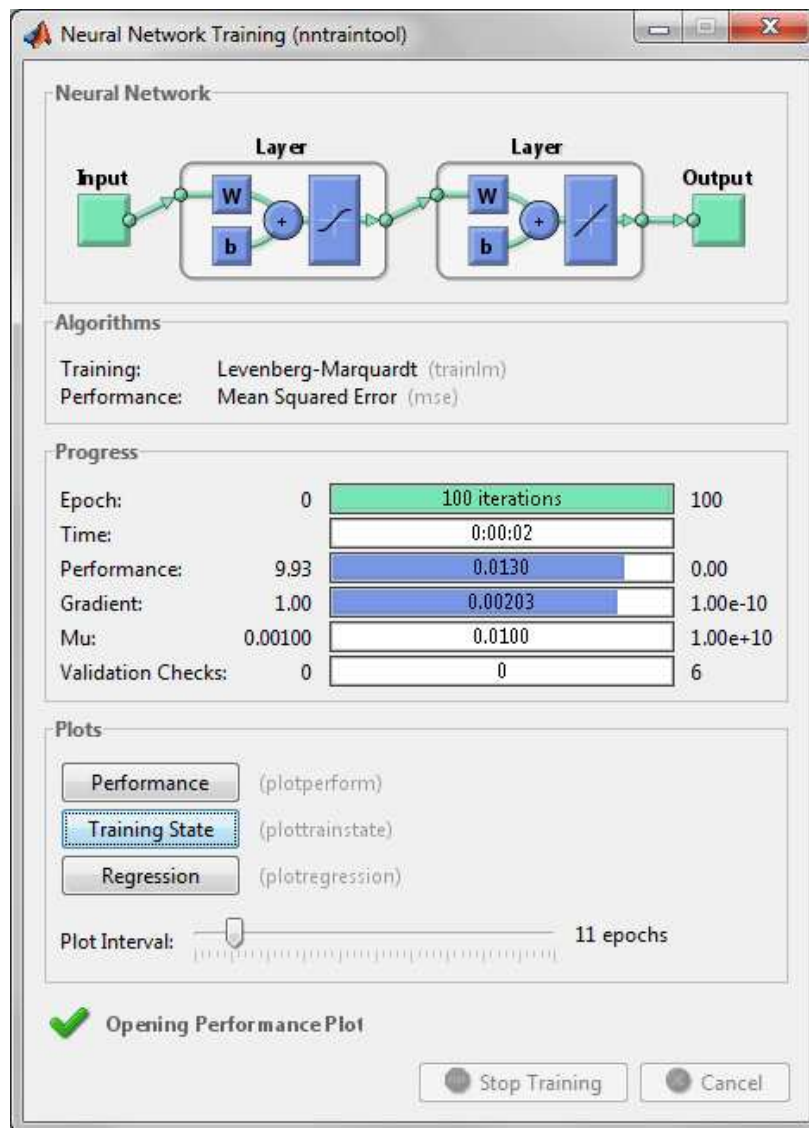 Neural Network Training (nntraintool)
Neural Network
Layer Layer
Input Output
W W
+ +
b b
Algorithms
Training: Levenberg-Marquardt (trainlm)
Performance: Mean Squared Error (mse)
Progress
Epoch: 0 100 iterations 100
Time: 0:00:02
Performance: 9.93 0.0130 0.00
Gradient: 1.00 0.00203 1.00e-10
Mu: 0.00100 0.0100 1.00e+10
Validation Checks: 0 0 6
Plots
Performance (plotperform)
Training State (plottrainstate)
Regression (plotregression)
Plot Interval: 11 epochs
Opening Performance Plot
Stop Training Cancel